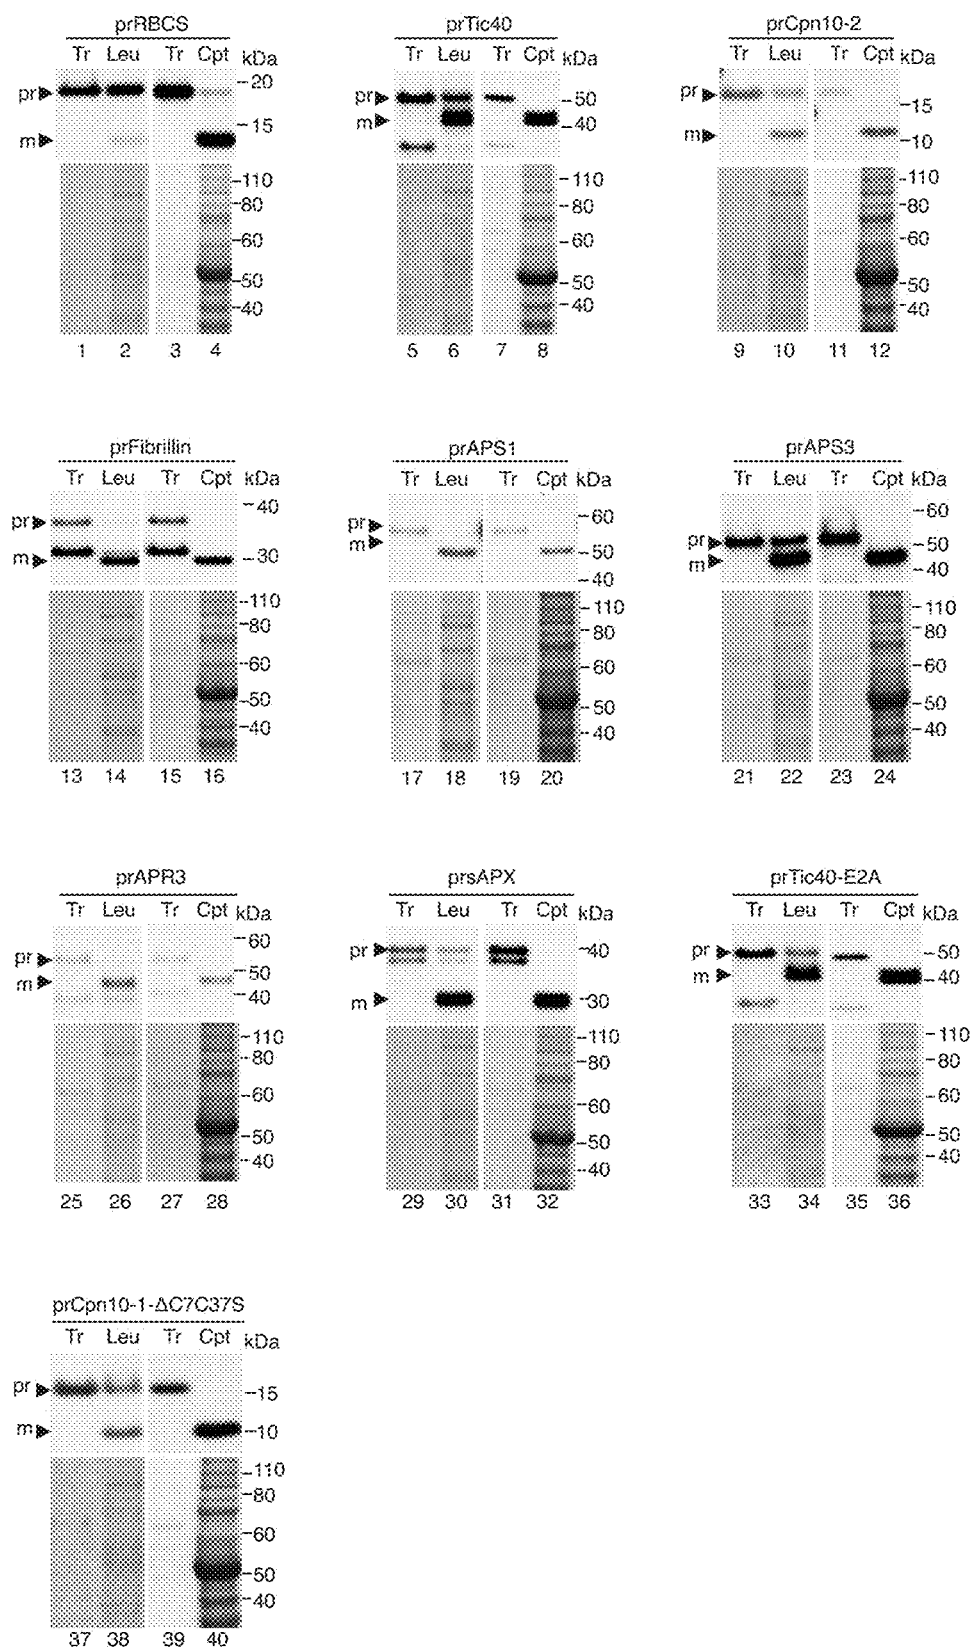 prRBCS prTic40 prCpn10-2
Tr Leu Tr Cpt kDa Tr Leu Tr Cpt kDa Tr Leu Tr Cpt kDa
pr 20 pr 50 pr 15
m 15 m 40 m 10
110 110 110
80 80 80
60 60 60
50 50 50
40 40 40
1 2 3 4 5 6 7 8 9 10 11 12
prFibrillin prAPS1 prAPS3
Tr Leu Tr Cpt kDa Tr Leu Tr Cpt kDa Tr Leu Tr Cpt kDa
pr 40 pr 60 60
m 30 m 50 pr 50
40 m 40
110 110 110
80 80 80
60 60 60
50 50 50
40 40 40
13 14 15 16 17 18 19 20 21 22 23 24
prAPR3 prsAPX prTic40-E2A
Tr Leu Tr Cpt kDa Tr Leu Tr Cpt kDa Tr Leu Tr Cpt kDa
60
pr 50 pr 40 pr 50
m 40 m 30 m 40
110 110 110
80 80 80
60 60 60
50 50 50
40 40 40
25 26 27 28 29 30 31 32 33 34 35 36
prCpn10-1-ΔC7C37S
Tr Leu Tr Cpt kDa
pr 15
m 10
110
80
60
50
40
37 38 39 40